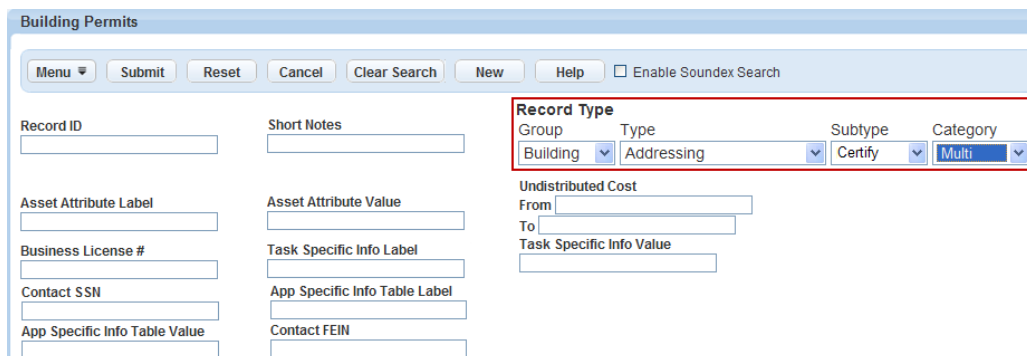 Building Permits
Menu Submit Reset Cancel Clear Search New Help Enable Soundex Search
Record ID Short Notes Record Type
Group Type Subtype Category
Building Addressing Certify Multi
Undistributed Cost
Asset Attribute Label Asset Attribute Value From
To
Business License # Task Specific Info Label Task Specific Info Value
Contact SSN App Specific Info Table Label
App Specific Info Table Value Contact FEIN